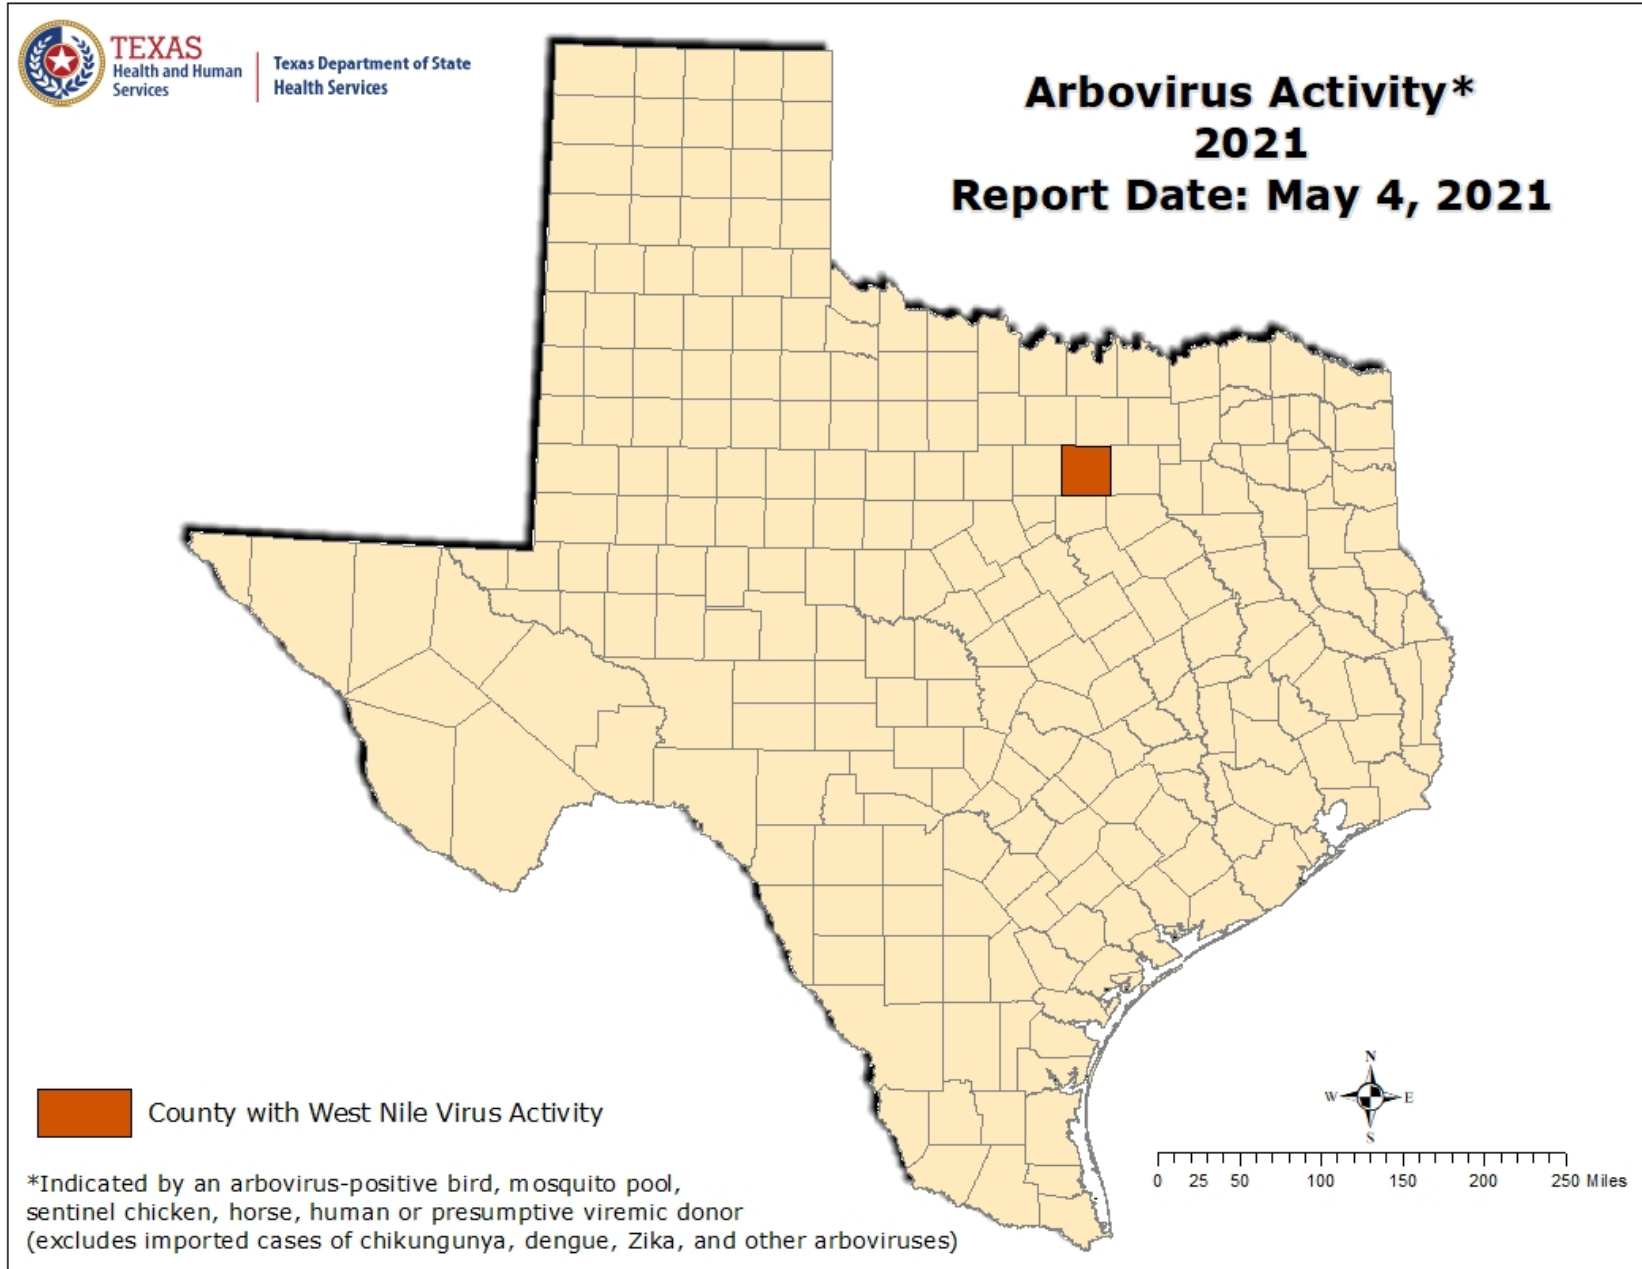 TEXAS
Health and Human
Services
Texas Department of State
Health Services
Arbovirus Activity*
2021
Report Date: May 4, 2021
County with West Nile Virus Activity
*Indicated by an arbovirus-positive bird, mosquito pool,
sentinel chicken, horse, human or presumptive viremic donor
(excludes imported cases of chikungunya, dengue, Zika, and other arboviruses)
N
W E
S
0 25 50 100 150 200 250 Miles